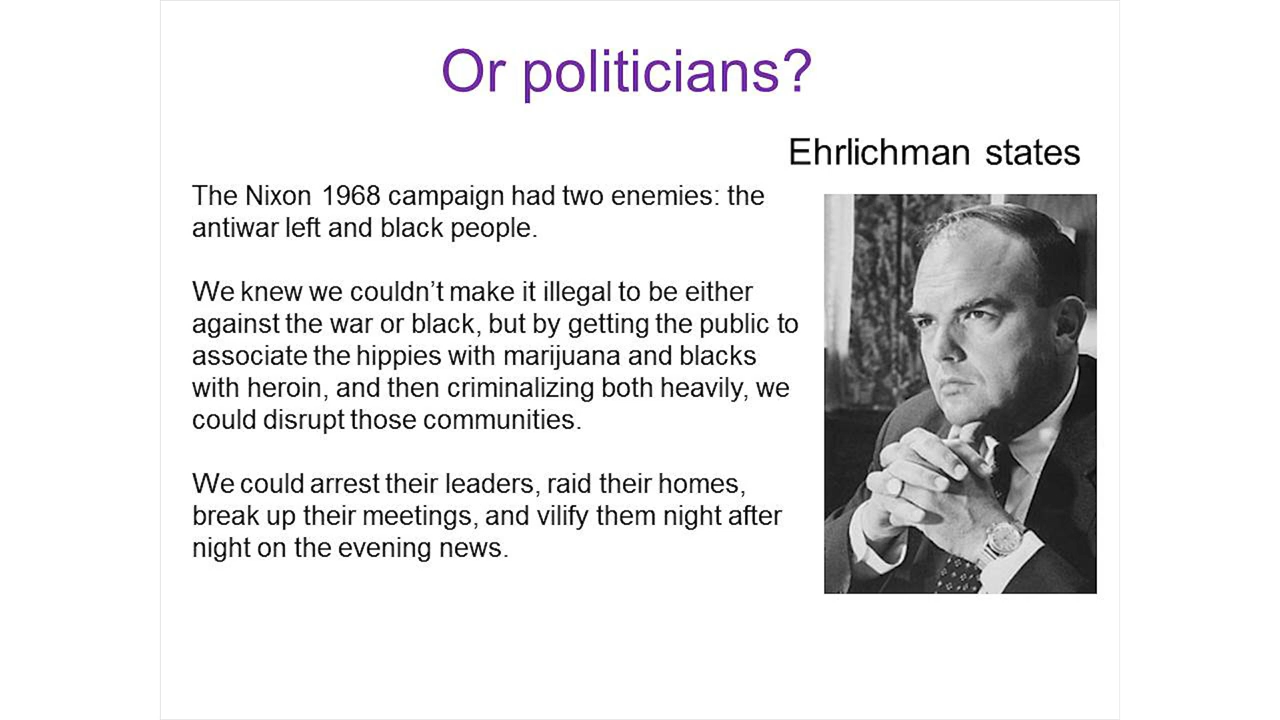 Or politicians?
Ehrlichman states
The Nixon 1968 campaign had two enemies: the
antiwar left and black people.
We knew we couldn’t make it illegal to be either
against the war or black, but by getting the public to
associate the hippies with marijuana and blacks
with heroin, and then criminalizing both heavily, we
could disrupt those communities.
We could arrest their leaders, raid their homes,
break up their meetings, and vilify them night after
night on the evening news.